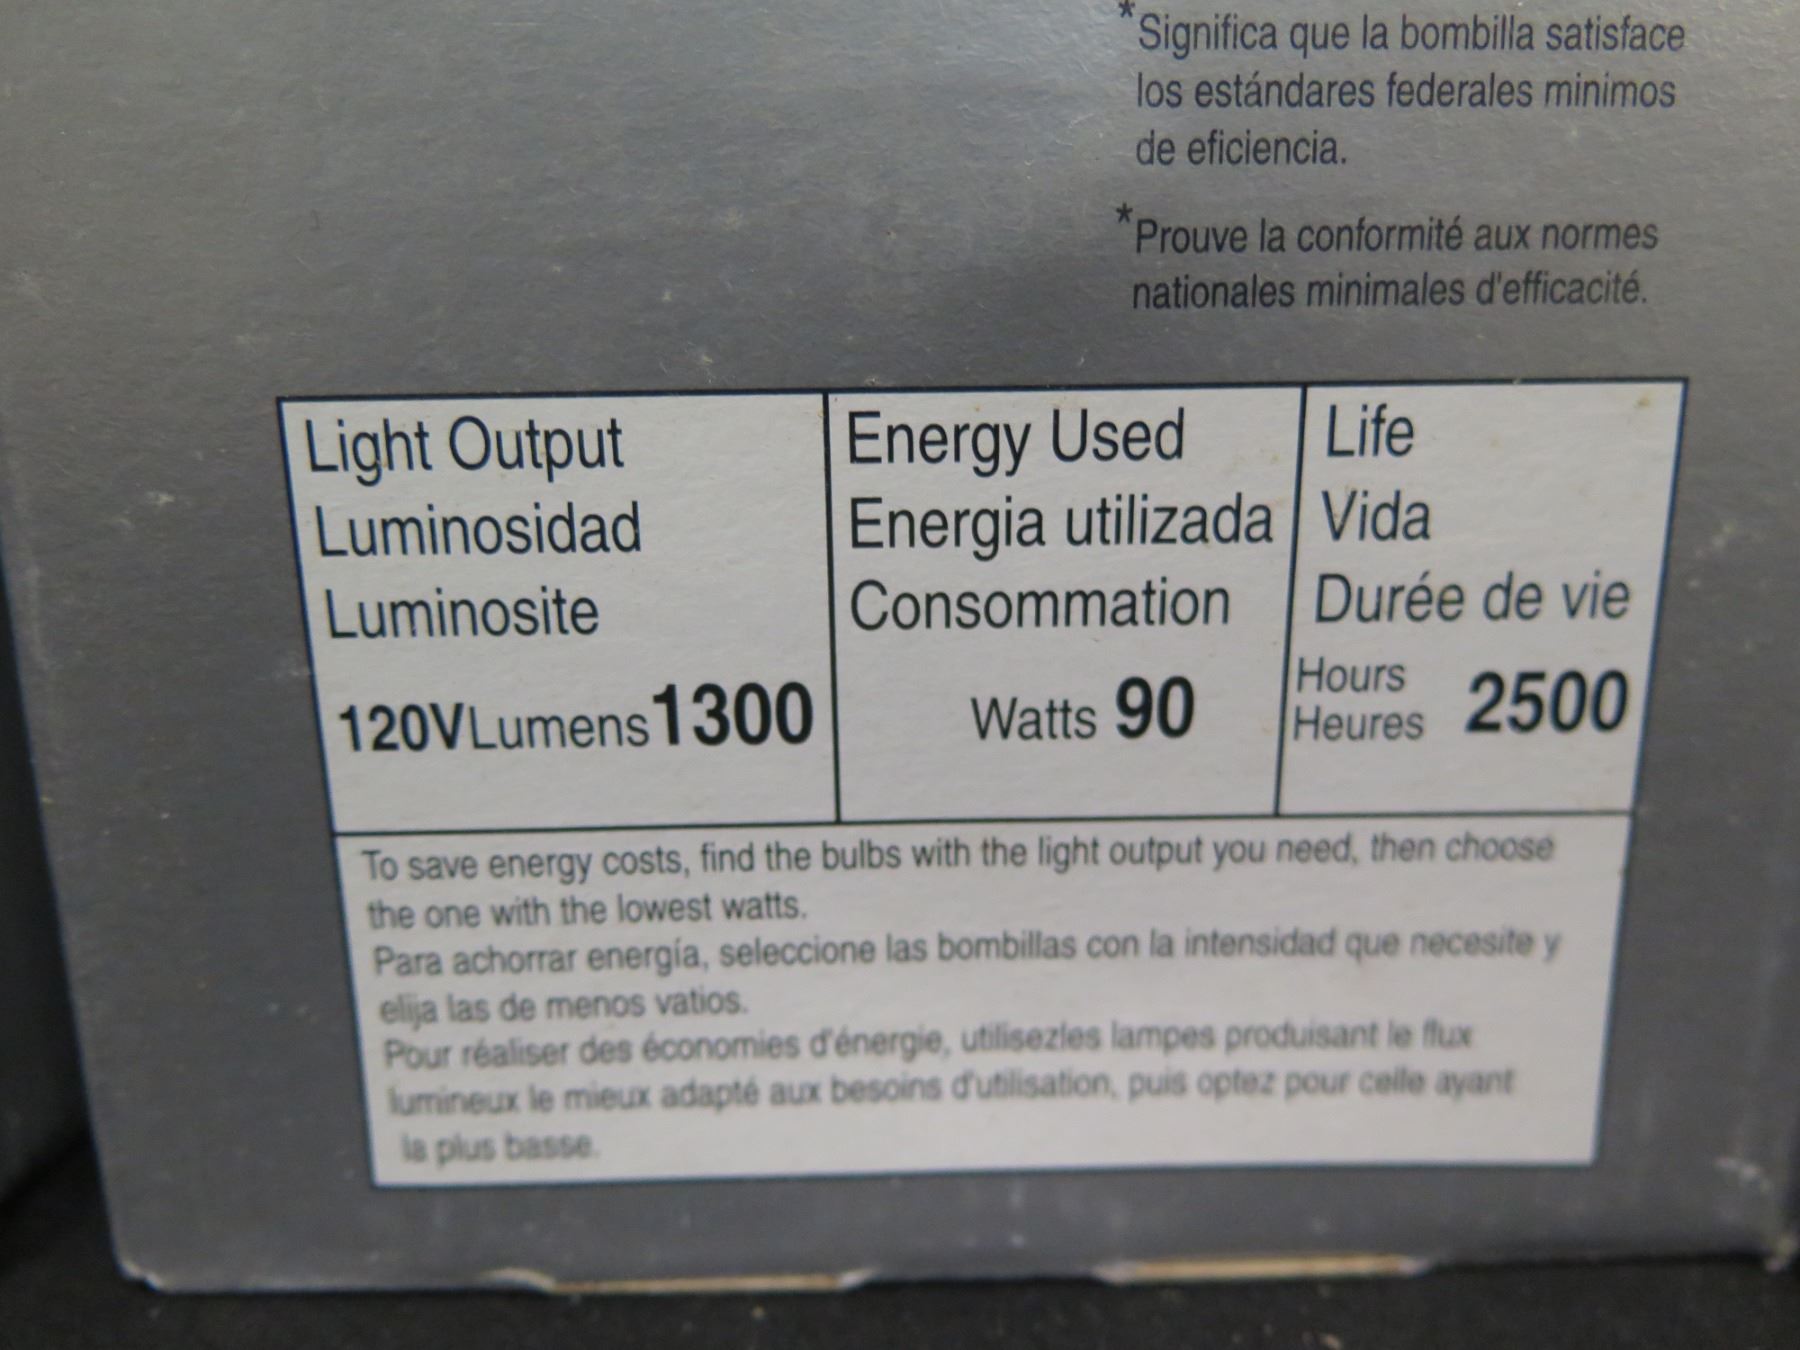 *Significa que la bombilla satisface
los estándares federales minimos
de eficiencia.
*Prouve la conformité aux normes
nationales minimales d'efficacité.
Light Output
Luminosidad
Luminosite
120V Lumens 1300
Energy Used
Energia utilizada
Consommation
Watts 90
Life
Vida
Durée de vie
Hours
Heures 2500
To save energy costs, find the bulbs with the light output you need, then choose
the one with the lowest watts.
Para achorrar energía, seleccione las bombillas con la intensidad que necesite y
elija las de menos vatios.
Pour réaliser des économies d'énergie, utilisezles lampes produisant le flux
lumineux le mieux adapté aux besoins d'utilisation, puis optez pour celle ayant
la plus basse.